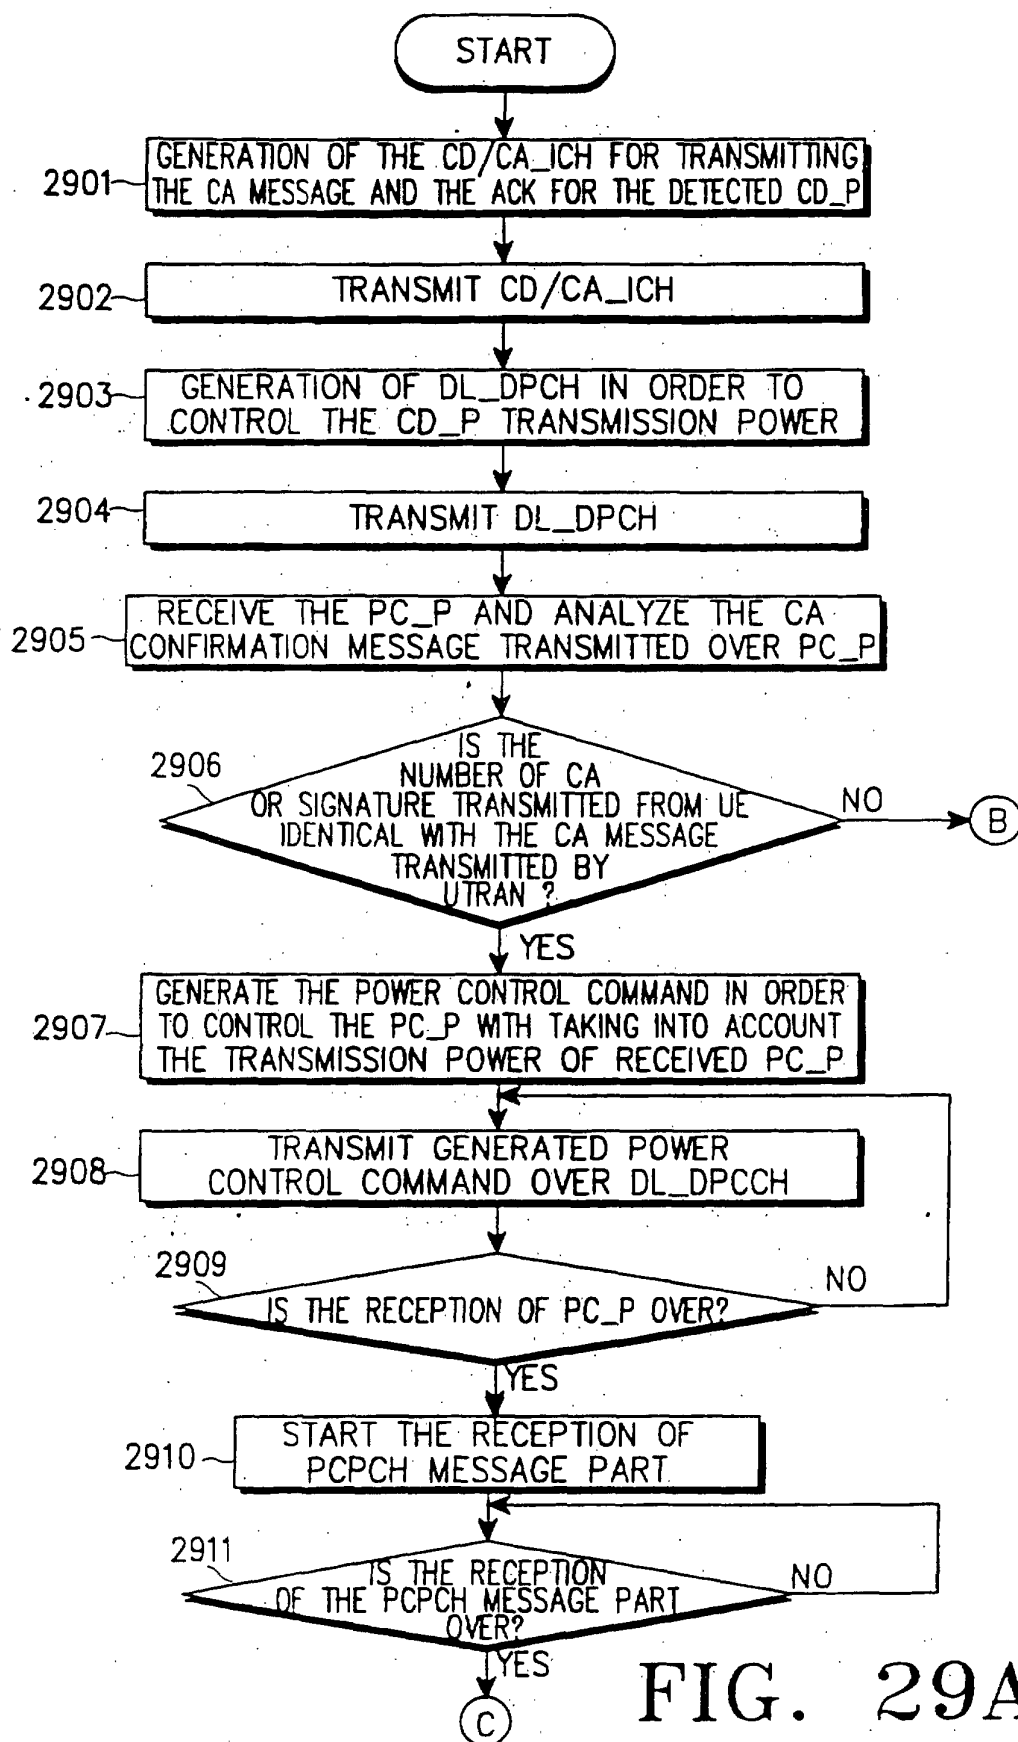 START
2901
GENERATION OF THE CD/CA_ICH FOR TRANSMITTING
THE CA MESSAGE AND THE ACK FOR THE DETECTED CD_P
2902
TRANSMIT CD/CA_ICH
2903
GENERATION OF DL_DPCH IN ORDER TO
CONTROL THE CD_P TRANSMISSION POWER
2904
TRANSMIT DL_DPCH
2905
RECEIVE THE PC_P AND ANALYZE THE CA
CONFIRMATION MESSAGE TRANSMITTED OVER PC_P
2906
IS THE
NUMBER OF CA
OR SIGNATURE TRANSMITTED FROM UE
IDENTICAL WITH THE CA MESSAGE
TRANSMITTED BY
UTRAN ?
NO
B
YES
2907
GENERATE THE POWER CONTROL COMMAND IN ORDER
TO CONTROL THE PC_P WITH TAKING INTO ACCOUNT
THE TRANSMISSION POWER OF RECEIVED PC_P
2908
TRANSMIT GENERATED POWER
CONTROL COMMAND OVER DL_DPCCH
2909
IS THE RECEPTION OF PC_P OVER?
NO
YES
2910
START THE RECEPTION OF
PCPCH MESSAGE PART
2911
IS THE RECEPTION
OF THE PCPCH MESSAGE PART
OVER?
NO
YES
C
FIG. 29A